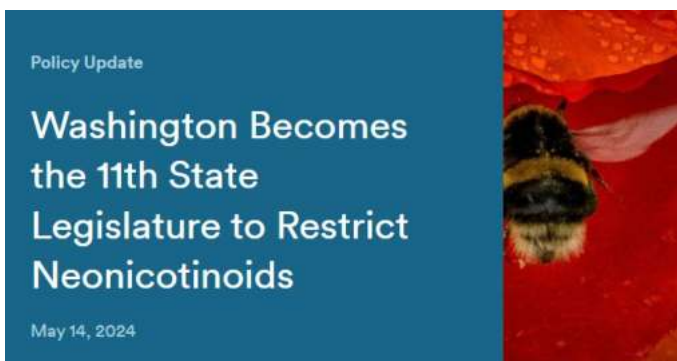 Policy Update
Washington Becomes
the 11th State
Legislature to Restrict
Neonicotinoids
May 14, 2024